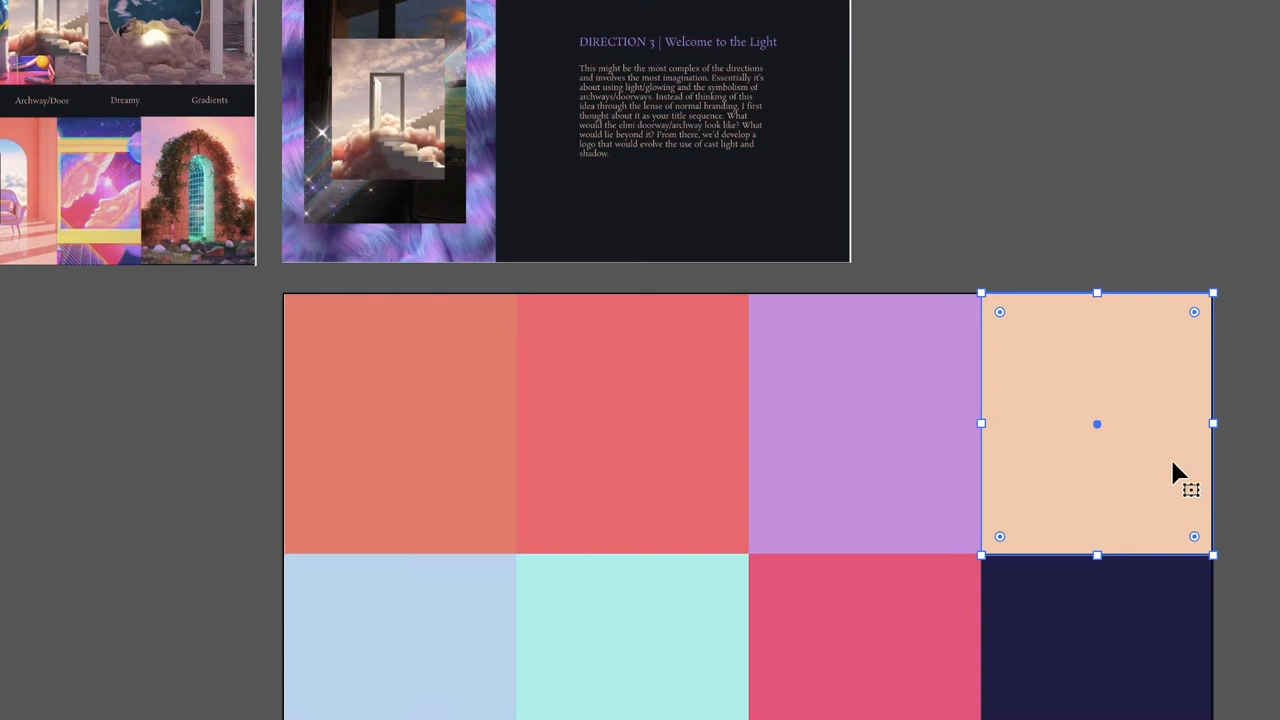 Archway/Door
Dreamy
Gradients
DIRECTION 3 | Welcome to the Light
This might be the most complex of the directions
and involves the most imagination. Essentially it's
about using light/glowing and the symbolism of
archways/doorways. Instead of thinking of this
idea through the lense of normal branding, I first
thought about it as your title sequence. What
would the elmi doorway/archway look like? What
would lie beyond it? From there, we'd develop a
logo that would evolve the use of cast light and
shadow.